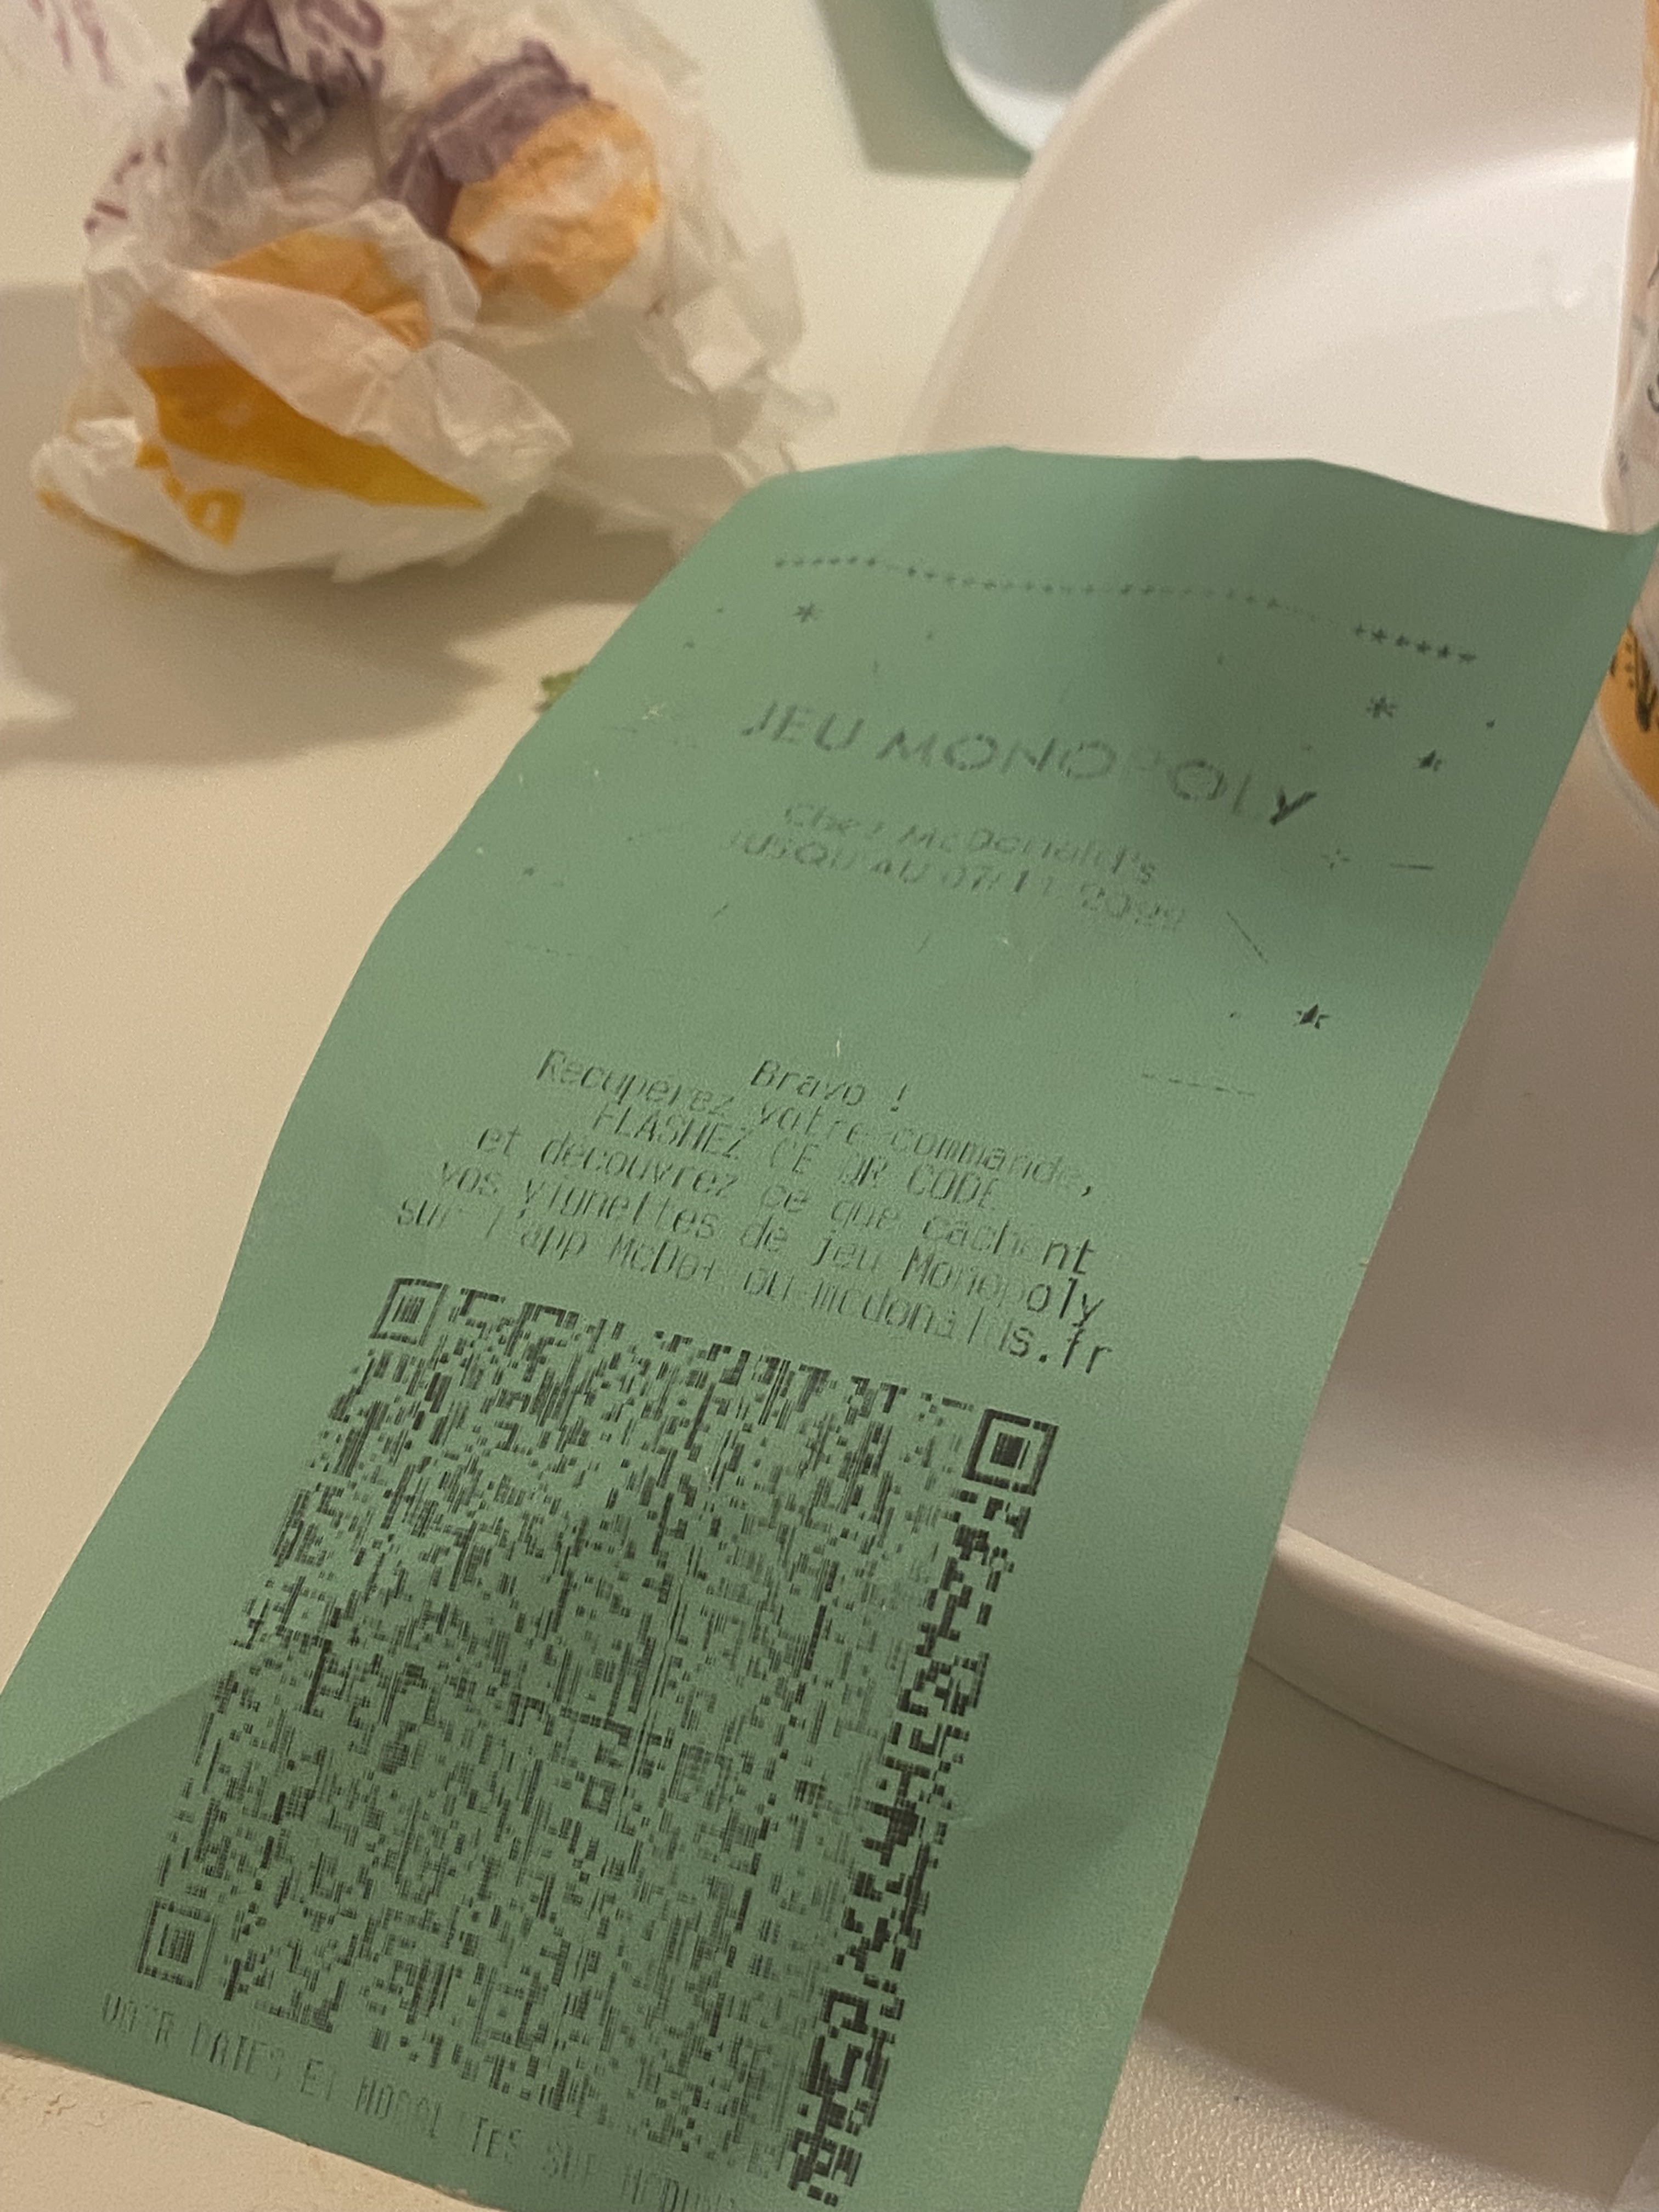 JEU MONOPOLY
Chez McDonald's
JUSQU'AU 07/11/2022
Bravo !
Récupérez votre commande,
FLASHEZ CE QR CODE
et découvrez ce que cachent
vos vignettes de jeu Monopoly
sur l'app McDo+ ou mcdonalds.fr
VOIR DATES ET MODALITES SUR